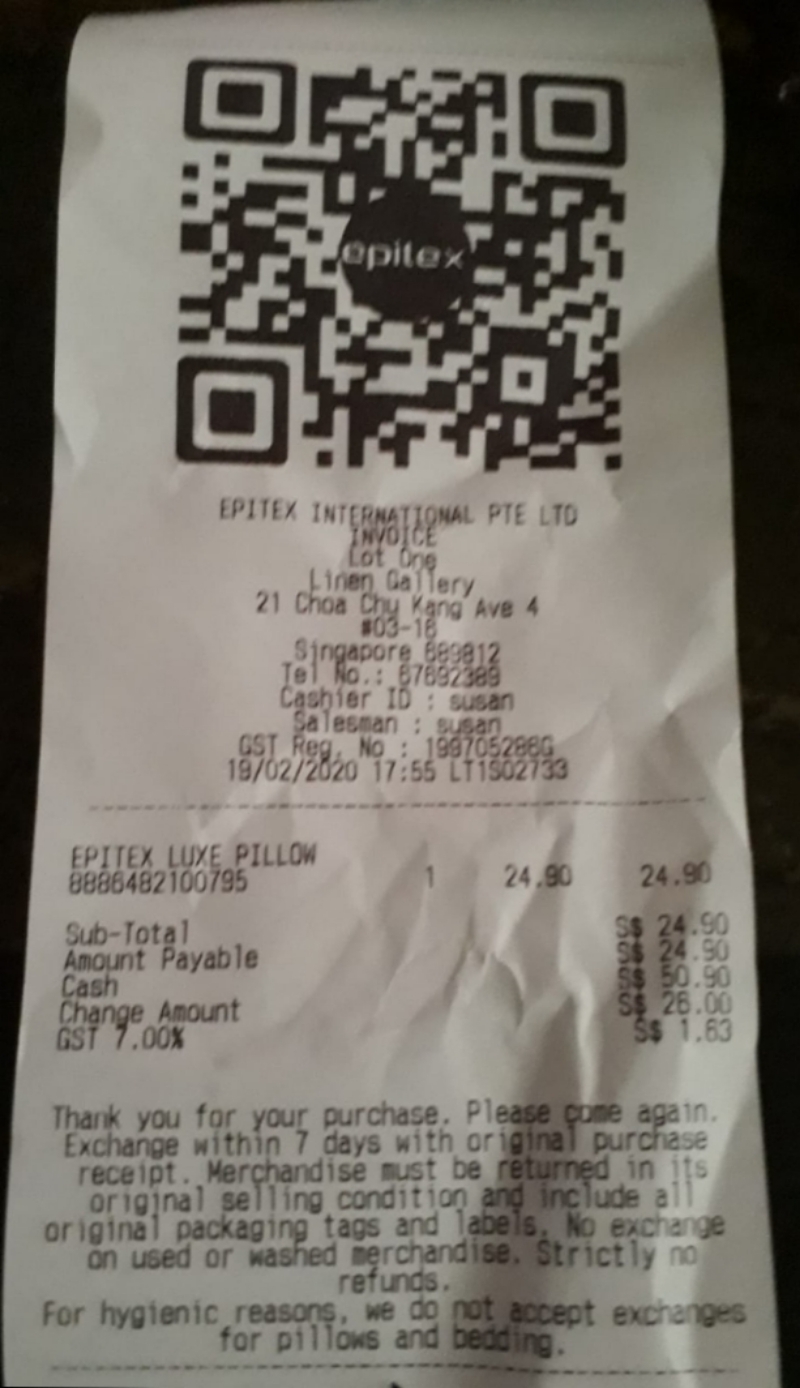 epitex
EPITEX INTERNATIONAL PTE LTD
INVOICE
Lot One
Linen Gallery
21 Choa Chu Kang Ave 4
#03-16
Singapore 689812
Tel No.: 67692389
Cashier ID : susan
Salesman : susan
GST Reg. No : 199705286G
19/02/2020 17:55 LT1S02733
EPITEX LUXE PILLOW
8886482100795 1 24.90 24.90
Sub-Total S$ 24.90
Amount Payable S$ 24.90
Cash S$ 50.90
Change Amount S$ 26.00
GST 7.00% S$ 1.63
Thank you for your purchase. Please come again.
Exchange within 7 days with original purchase
receipt. Merchandise must be returned in its
original selling condition and include all
original packaging tags and labels. No exchange
on used or washed merchandise. Strictly no
refunds.
For hygienic reasons, we do not accept exchanges
for pillows and bedding.